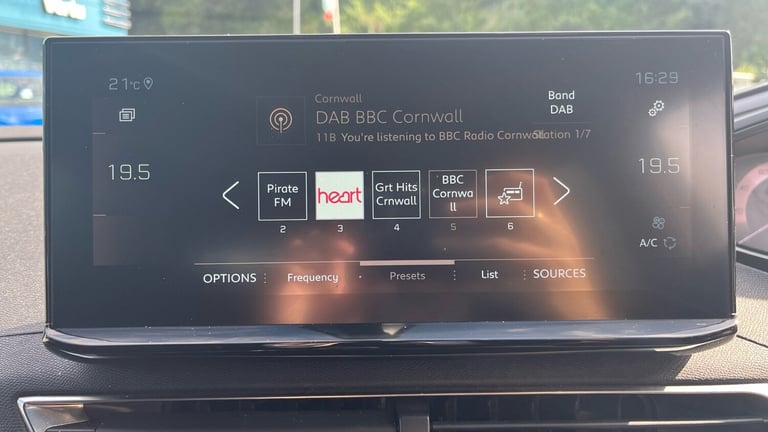 21°C
16:29
Cornwall
DAB BBC Cornwall
11B You're listening to BBC Radio Cornwall
Band
DAB
Station 1/7
19.5
19.5
Pirate
FM
heart
Grt Hits
Crnwall
BBC
Cornwa
ll
2
3
4
5
6
A/C
OPTIONS
Frequency
Presets
List
SOURCES